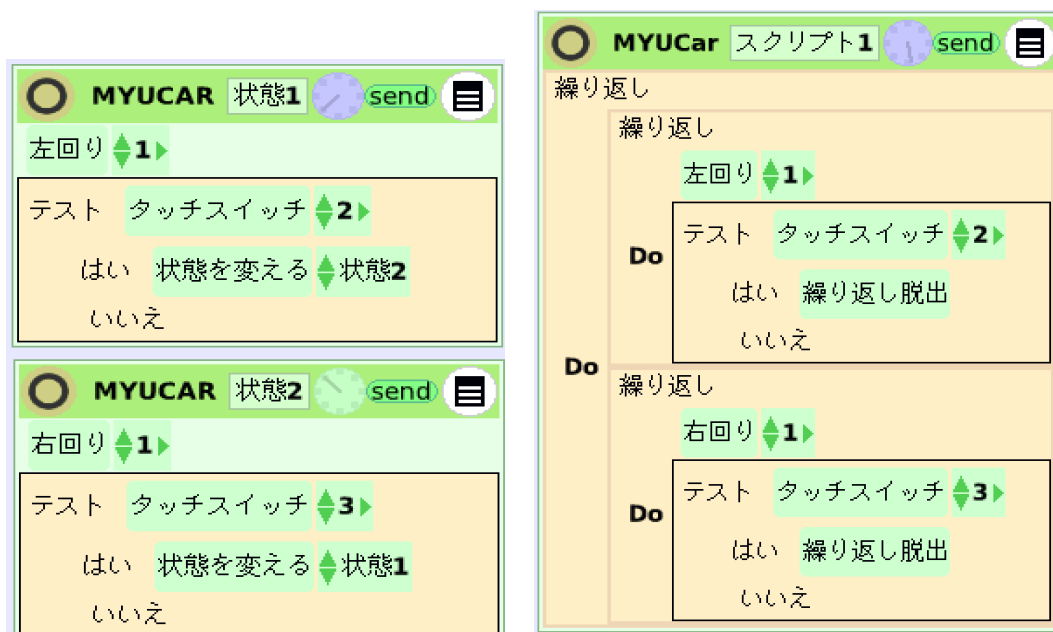 MYUCAR 状態1 send
左回り 1
テスト タッチスイッチ 2
はい 状態を変える 状態2
いいえ
MYUCAR 状態2 send
右回り 1
テスト タッチスイッチ 3
はい 状態を変える 状態1
いいえ
MYUCar スクリプト1 send
繰り返し
繰り返し
左回り 1
テスト タッチスイッチ 2
Do
はい 繰り返し脱出
いいえ
Do
繰り返し
右回り 1
テスト タッチスイッチ 3
Do
はい 繰り返し脱出
いいえ